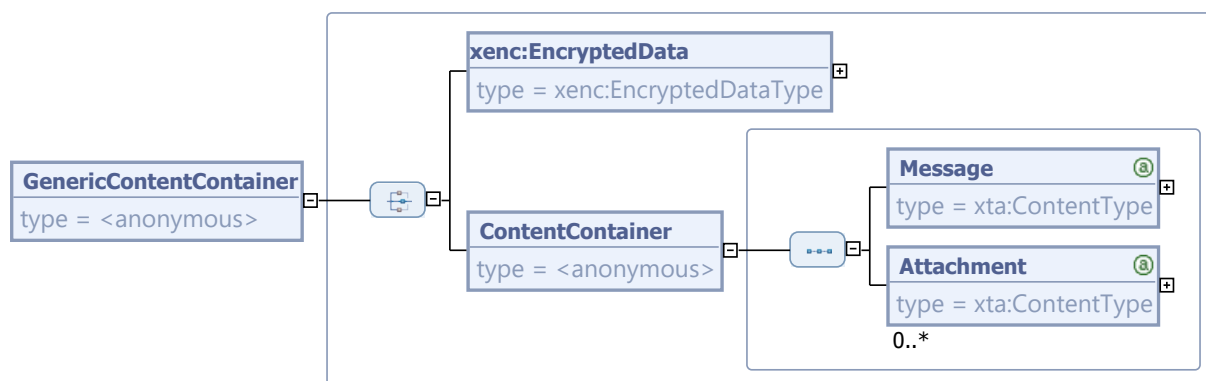 xenc:EncryptedData
type = xenc:EncryptedDataType
GenericContentContainer
type = <anonymous>
ContentContainer
type = <anonymous>
Message
type = xta:ContentType
Attachment
type = xta:ContentType
0..*